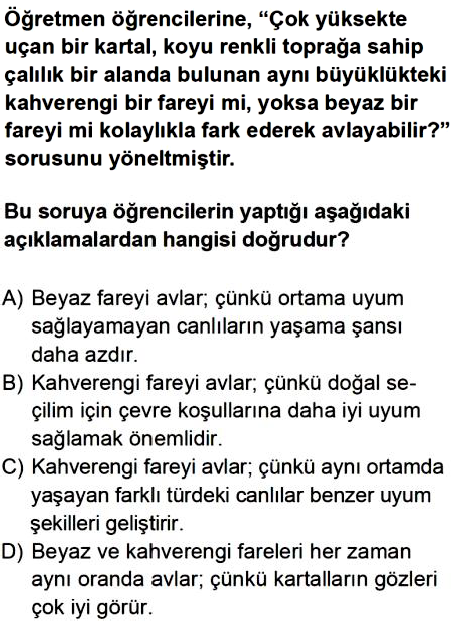 Öğretmen öğrencilerine, “Çok yüksekte
uçan bir kartal, koyu renkli toprağa sahip
çalılık bir alanda bulunan aynı büyüklükteki
kahverengi bir fareyi mi, yoksa beyaz bir
fareyi mi kolaylıkla fark ederek avlayabilir?”
sorusunu yöneltmiştir.
Bu soruya öğrencilerin yaptığı aşağıdaki
açıklamalardan hangisi doğrudur?
A) Beyaz fareyi avlar; çünkü ortama uyum
sağlayamayan canlıların yaşama şansı
daha azdır.
B) Kahverengi fareyi avlar; çünkü doğal se-
çilim için çevre koşullarına daha iyi uyum
sağlamak önemlidir.
C) Kahverengi fareyi avlar; çünkü aynı ortamda
yaşayan farklı türdeki canlılar benzer uyum
şekilleri geliştirir.
D) Beyaz ve kahverengi fareleri her zaman
aynı oranda avlar; çünkü kartalların gözleri
çok iyi görür.